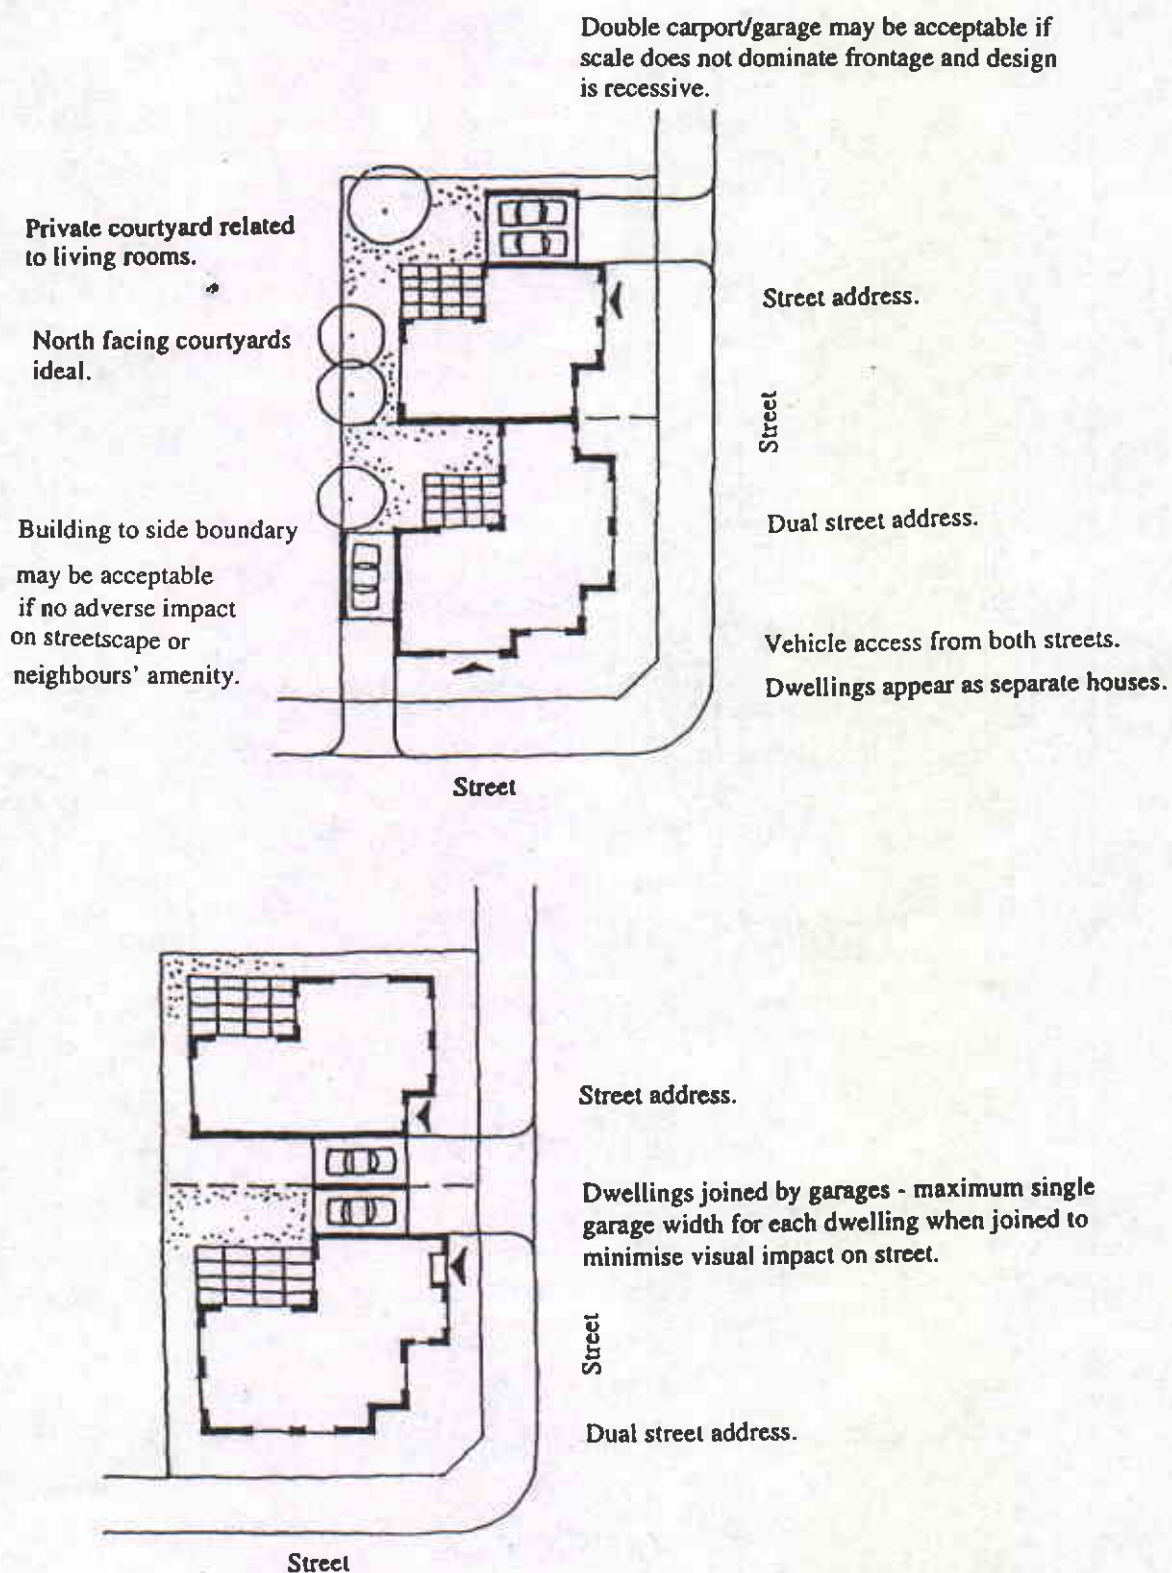 Double carport/garage may be acceptable if
scale does not dominate frontage and design
is recessive.
Private courtyard related
to living rooms.
North facing courtyards
ideal.
Building to side boundary
may be acceptable
if no adverse impact
on streetscape or
neighbours' amenity.
Street address.
Street
Dual street address.
Vehicle access from both streets.
Dwellings appear as separate houses.
Street
Street address.
Dwellings joined by garages - maximum single
garage width for each dwelling when joined to
minimise visual impact on street.
Street
Dual street address.
Street